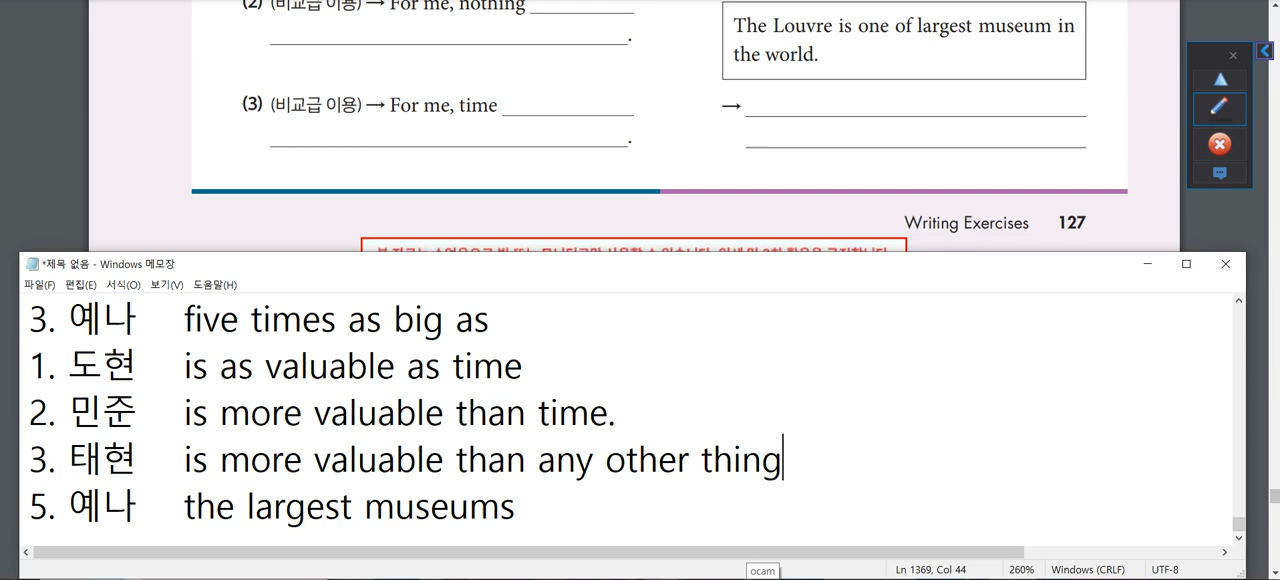 (2) (비교급 이용) → For me, nothing
.
(3) (비교급 이용) → For me, time
.
The Louvre is one of largest museum in
the world.
→
Writing Exercises 127
*제목 없음 - Windows 메모장
파일(F) 편집(E) 서식(O) 보기(V) 도움말(H)
3. 예나 five times as big as
1. 도현 is as valuable as time
2. 민준 is more valuable than time.
3. 태현 is more valuable than any other thing
5. 예나 the largest museums
ocam
Ln 1369, Col 44 260% Windows (CRLF) UTF-8